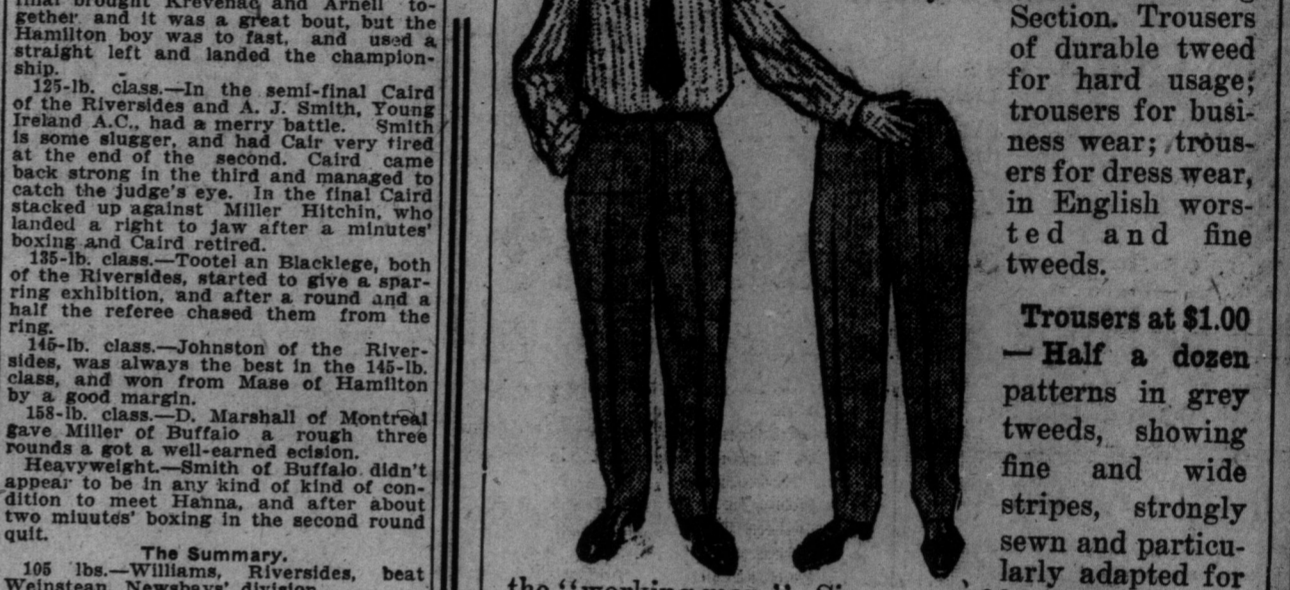 final brought Krevenac and Arnell to-
gether and it was a great bout, but the
Hamilton boy was to fast, and used a
straight left and landed the champion-
ship.
125-lb. class.—In the semi-final Caird
of the Riversides and A. J. Smith, Young
Ireland A.C., had a merry battle. Smith
is some slugger, and had Cair very tired
at the end of the second. Caird came
back strong in the third and managed to
catch the judge's eye. In the final Caird
stacked up against Miller Hitchin, who
landed a right to jaw after a minutes'
boxing and Caird retired.
135-lb. class.—Tootel an Blacklege, both
of the Riversides, started to give a spar-
ring exhibition, and after a round and a
half the referee chased them from the
ring.
145-lb. class.—Johnston of the River-
sides, was always the best in the 145-lb.
class, and won from Mase of Hamilton
by a good margin.
158-lb. class.—D. Marshall of Montreal
gave Miller of Buffalo a rough three
rounds a got a well-earned ecision.
Heavyweight.—Smith of Buffalo didn't
appear to be in any kind of kind of con-
dition to meet Hanna, and after about
two miuutes' boxing in the second round
quit.
The Summary.
105 lbs.—Williams, Riversides, beat
Weinstean, Newsboys' division.
the "working man."
Section. Trousers
of durable tweed
for hard usage;
trousers for busi-
ness wear; trous-
ers for dress wear,
in English wors-
ted and fine
tweeds.
Trousers at $1.00
— Half a dozen
patterns in grey
tweeds, showing
fine and wide
stripes, strongly
sewn and particu-
larly adapted for